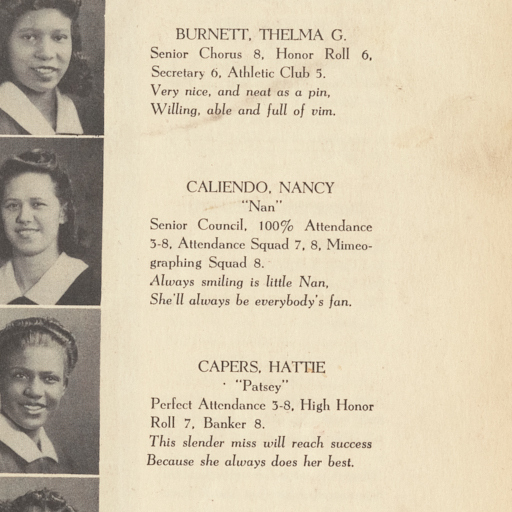 BURNETT, THELMA G.
Senior Chorus 8, Honor Roll 6,
Secretary 6, Athletic Club 5.
Very nice, and neat as a pin,
Willing, able and full of vim.
CALIENDO, NANCY
"Nan"
Senior Council, 100% Attendance
3-8, Attendance Squad 7, 8, Mimeo-
graphing Squad 8.
Always smiling is little Nan,
She'll always be everybody's fan.
CAPERS, HATTIE
"Patsey"
Perfect Attendance 3-8, High Honor
Roll 7, Banker 8.
This slender miss will reach success
Because she always does her best.